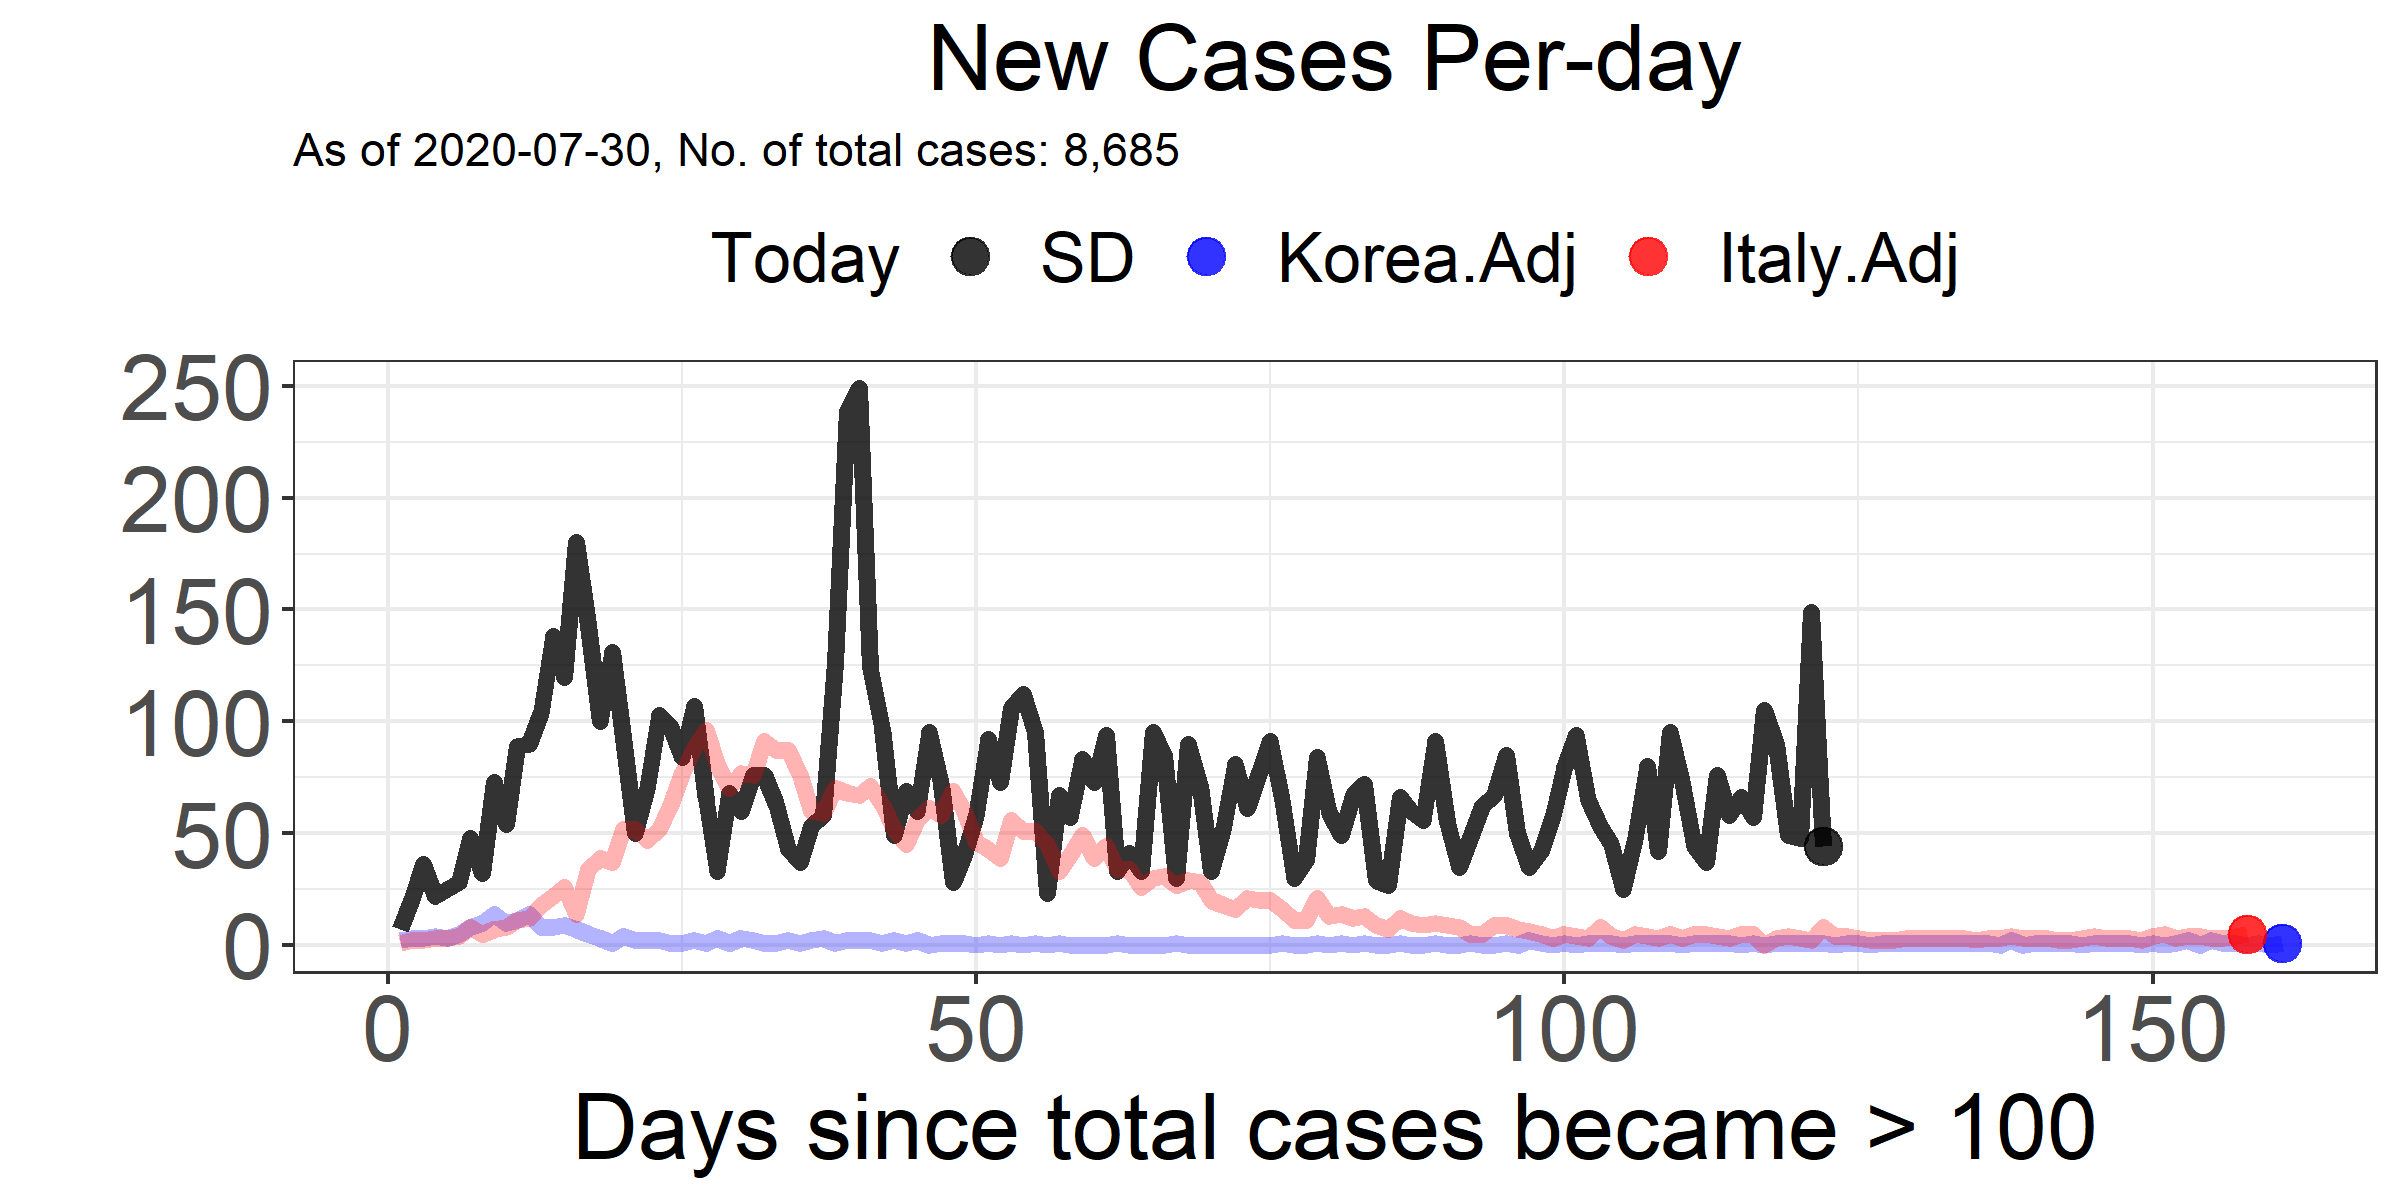 New Cases Per-day
As of 2020-07-30, No. of total cases: 8,685
Today SD Korea.Adj Italy.Adj
250
200
150
100
50
0
0 50 100 150
Days since total cases became > 100